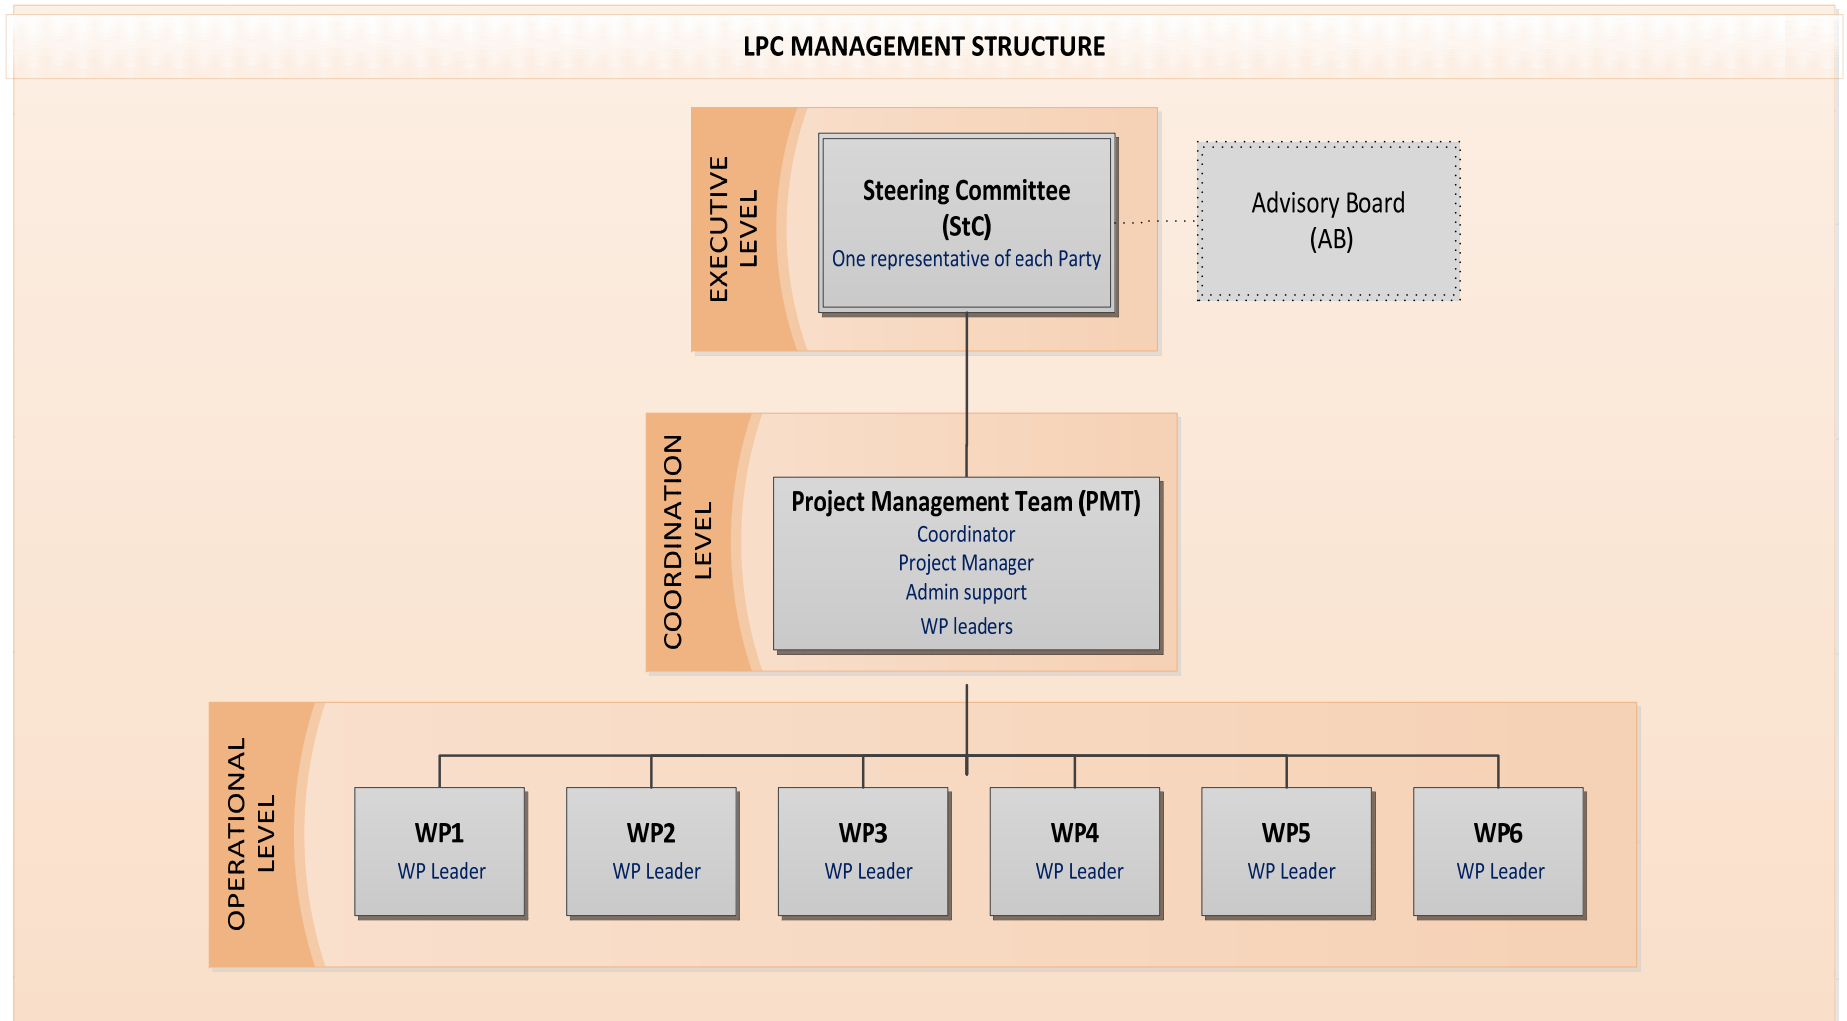 LPC MANAGEMENT STRUCTURE
EXECUTIVE
LEVEL
Steering Committee
(StC)
One representative of each Party
Advisory Board
(AB)
COORDINATION
LEVEL
Project Management Team (PMT)
Coordinator
Project Manager
Admin support
WP leaders
OPERATIONAL
LEVEL
WP1
WP Leader
WP2
WP Leader
WP3
WP Leader
WP4
WP Leader
WP5
WP Leader
WP6
WP Leader